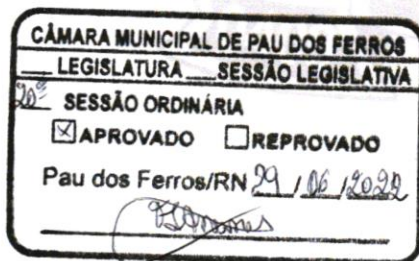 CÂMARA MUNICIPAL DE PAU DOS FERROS
___ LEGISLATURA ___ SESSÃO LEGISLATIVA
20ª SESSÃO ORDINÁRIA
☒ APROVADO ☐ REPROVADO
Pau dos Ferros/RN 29 / 06 / 2022